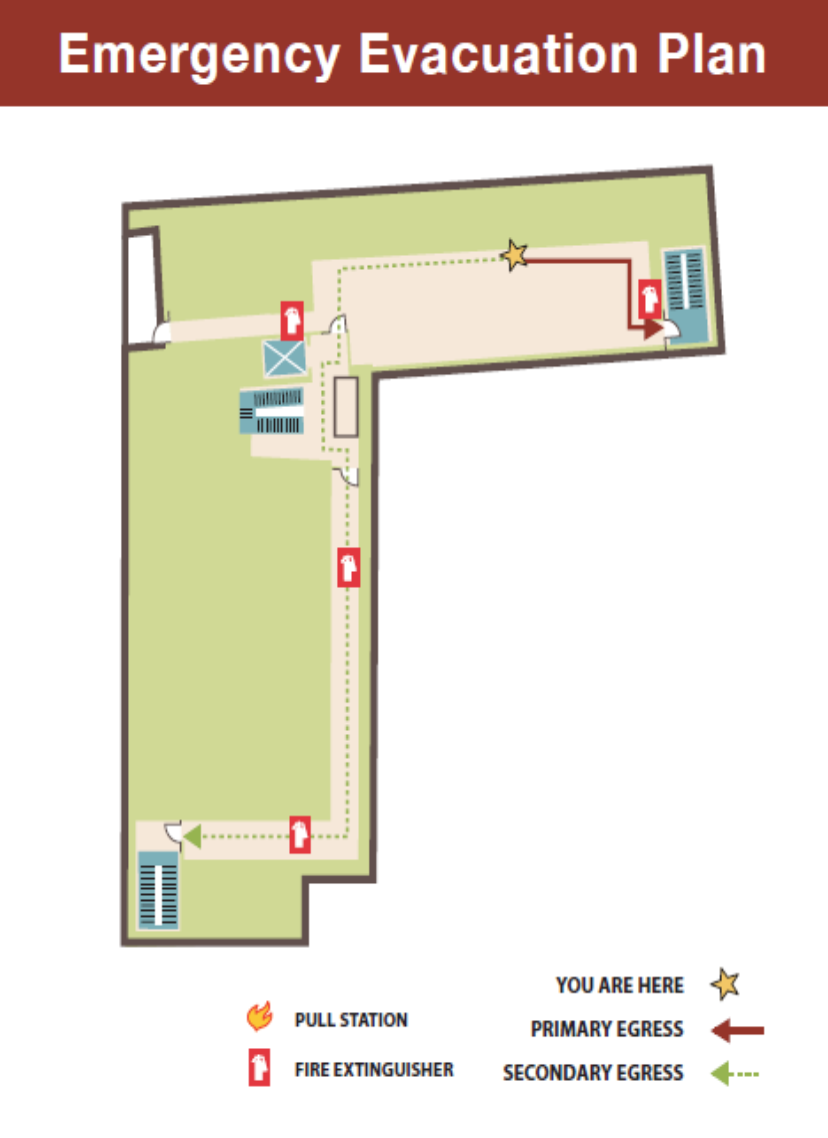 Emergency Evacuation Plan
YOU ARE HERE
PULL STATION
PRIMARY EGRESS
FIRE EXTINGUISHER
SECONDARY EGRESS